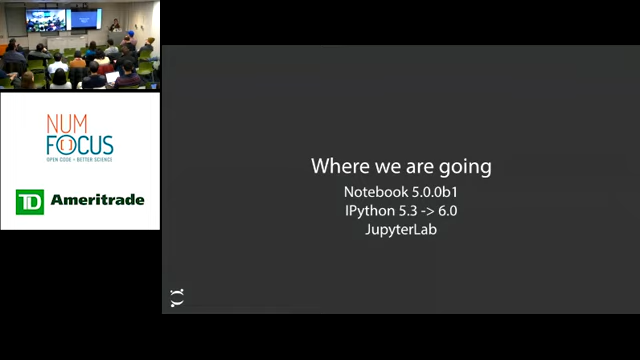 NUM
FOCUS
OPEN CODE = BETTER SCIENCE
TD Ameritrade
Where we are going
Notebook 5.0.0b1
IPython 5.3 -> 6.0
JupyterLab